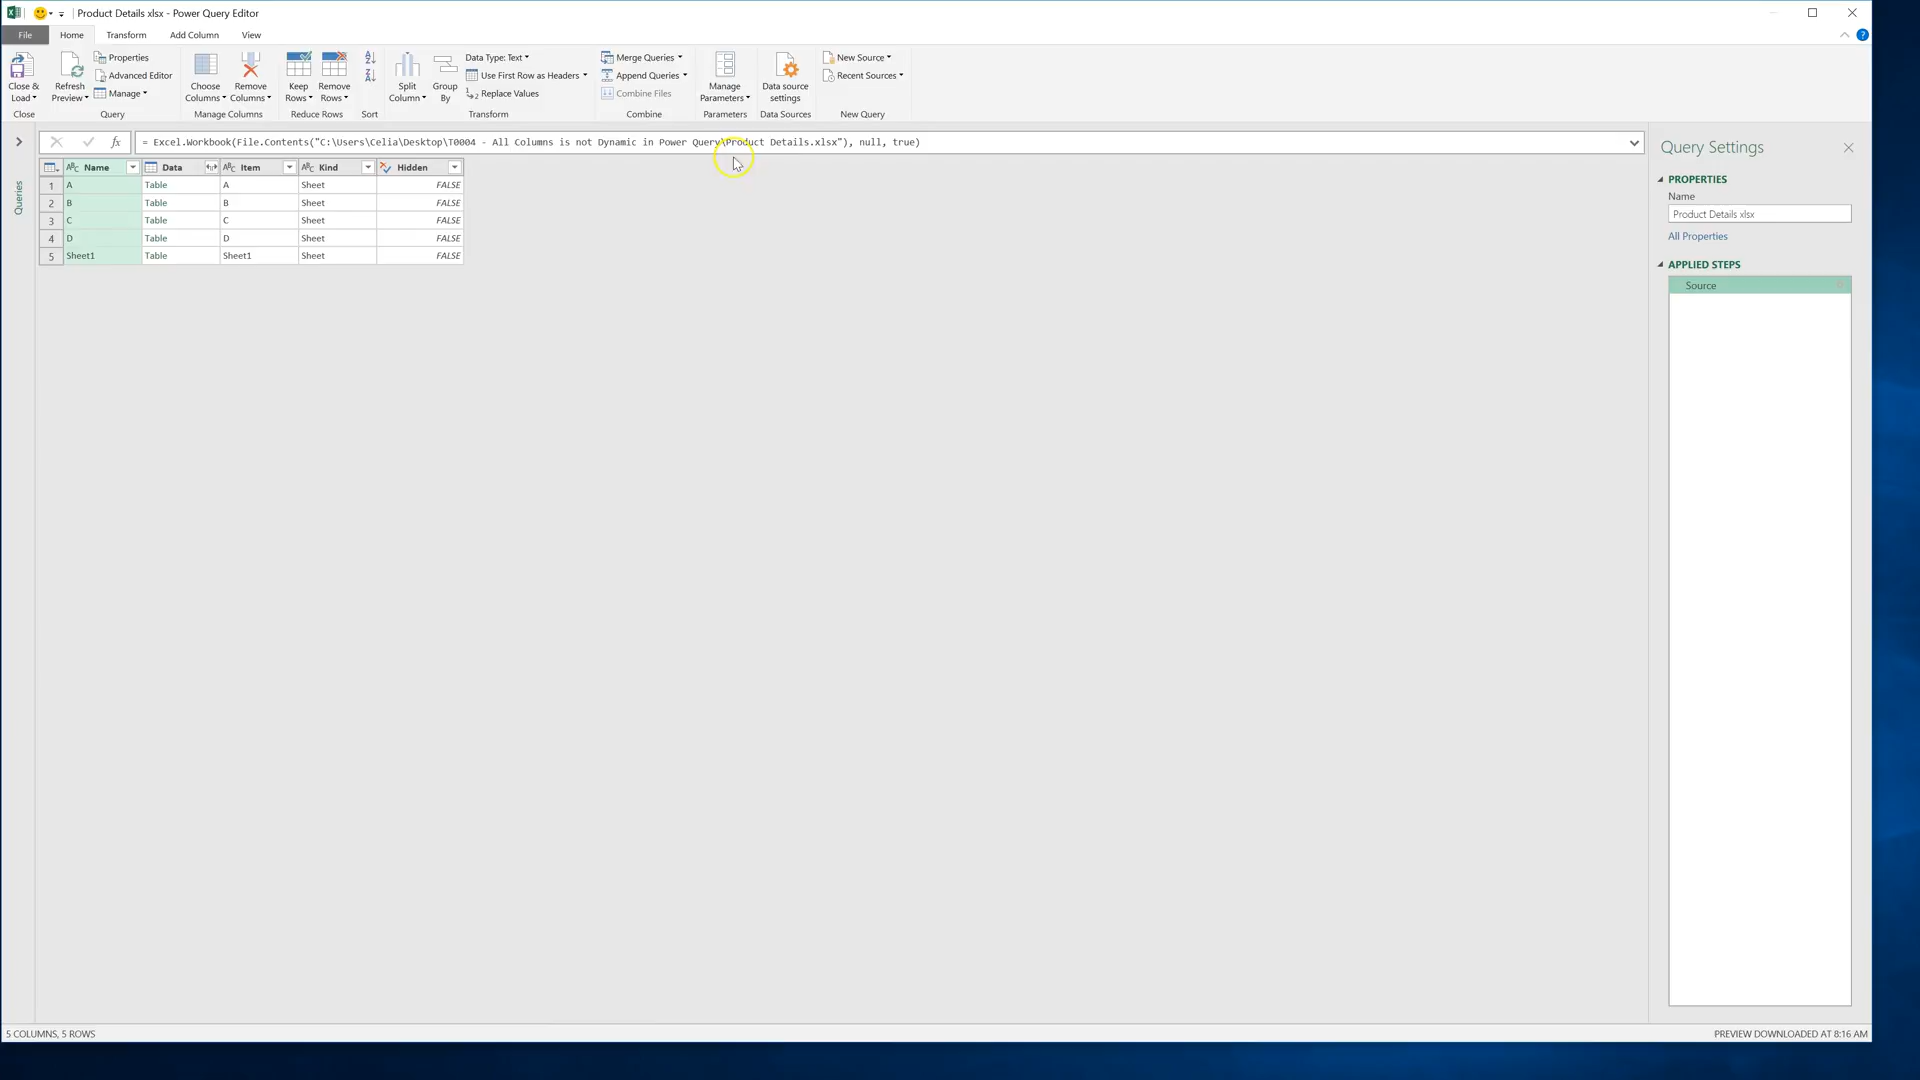 Product Details xlsx - Power Query Editor
File Home Transform Add Column View
Close & Load
Refresh Preview
Properties
Advanced Editor
Manage
Choose Columns
Remove Columns
Keep Rows
Remove Rows
Split Column
Group By
Data Type: Text
Use First Row as Headers
Replace Values
Merge Queries
Append Queries
Combine Files
Manage Parameters
Data source settings
New Source
Recent Sources
Close Query Manage Columns Reduce Rows Sort Transform Combine Parameters Data Sources New Query
fx = Excel.Workbook(File.Contents("C:\Users\Celia\Desktop\T0004 - All Columns is not Dynamic in Power Query\Product Details.xlsx"), null, true)
Queries
Name Data Item Kind Hidden
1 A Table A Sheet FALSE
2 B Table B Sheet FALSE
3 C Table C Sheet FALSE
4 D Table D Sheet FALSE
5 Sheet1 Table Sheet1 Sheet FALSE
Query Settings
PROPERTIES
Name
Product Details xlsx
All Properties
APPLIED STEPS
Source
5 COLUMNS, 5 ROWS
PREVIEW DOWNLOADED AT 8:16 AM